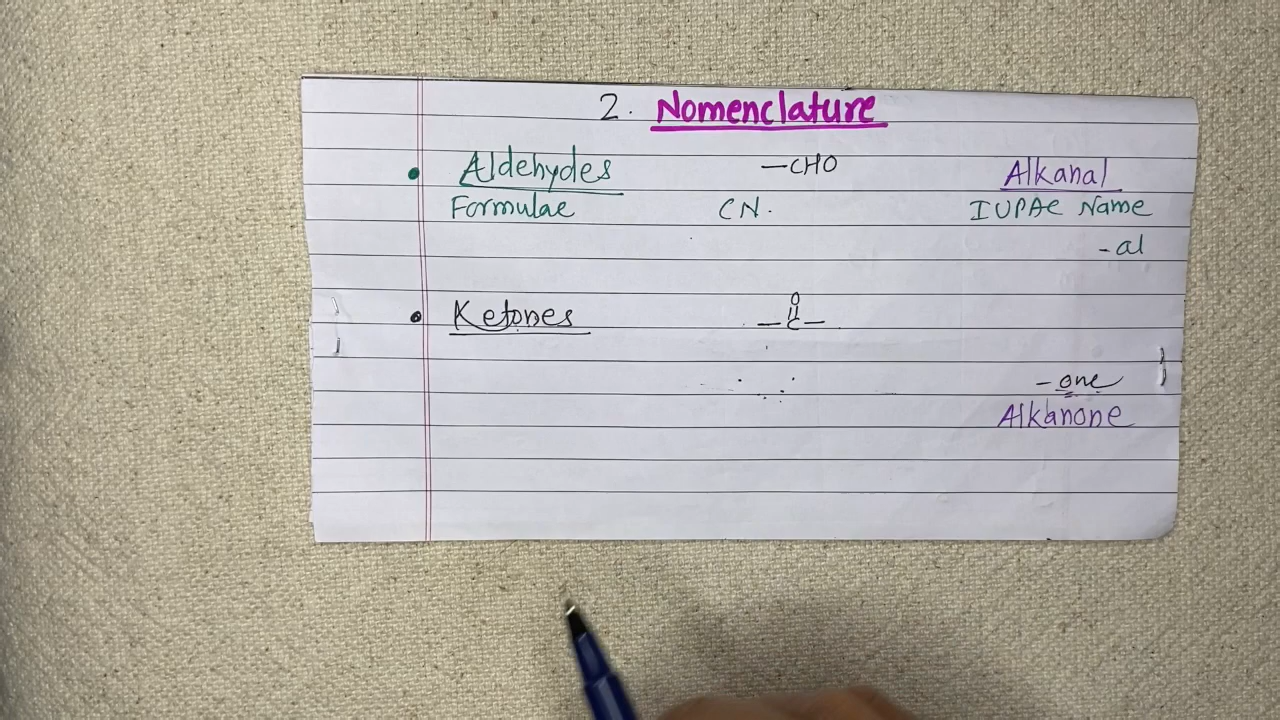 2. Nomenclature
• Aldehydes —CHO Alkanal
Formulae CN. IUPAC Name
-al
O
||
• Ketones —C—
-one
Alkanone